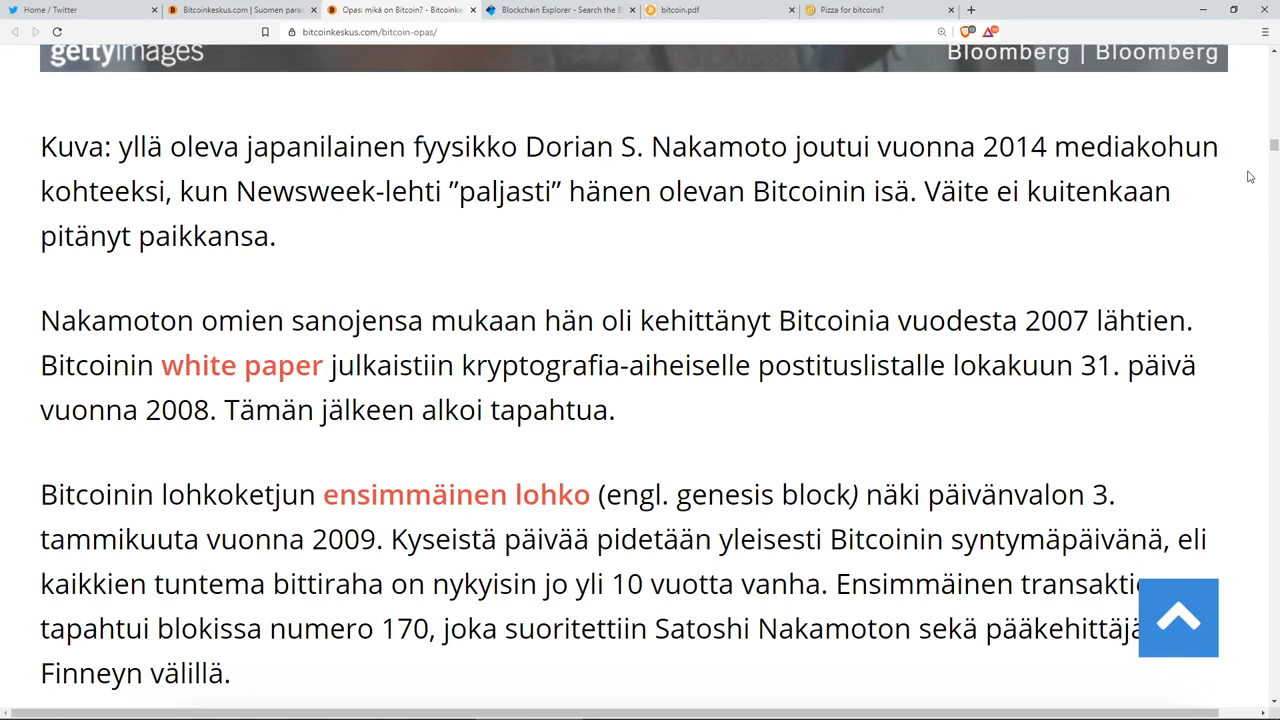 Home / Twitter
Bitcoinkeskus.com | Suomen paras
Opas: mikä on Bitcoin? - Bitcoinke
Blockchain Explorer - Search the B
bitcoin.pdf
Pizza for bitcoins?
bitcoinkeskus.com/bitcoin-opas/
gettyimages
Bloomberg | Bloomberg
Kuva: yllä oleva japanilainen fyysikko Dorian S. Nakamoto joutui vuonna 2014 mediakohun
kohteeksi, kun Newsweek-lehti ”paljasti” hänen olevan Bitcoinin isä. Väite ei kuitenkaan
pitänyt paikkansa.
Nakamoton omien sanojensa mukaan hän oli kehittänyt Bitcoinia vuodesta 2007 lähtien.
Bitcoinin white paper julkaistiin kryptografia-aiheiselle postituslistalle lokakuun 31. päivä
vuonna 2008. Tämän jälkeen alkoi tapahtua.
Bitcoinin lohkoketjun ensimmäinen lohko (engl. genesis block) näki päivänvalon 3.
tammikuuta vuonna 2009. Kyseistä päivää pidetään yleisesti Bitcoinin syntymäpäivänä, eli
kaikkien tuntema bittiraha on nykyisin jo yli 10 vuotta vanha. Ensimmäinen transaktio
tapahtui blokissa numero 170, joka suoritettiin Satoshi Nakamoton sekä pääkehittäjä
Finneyn välillä.